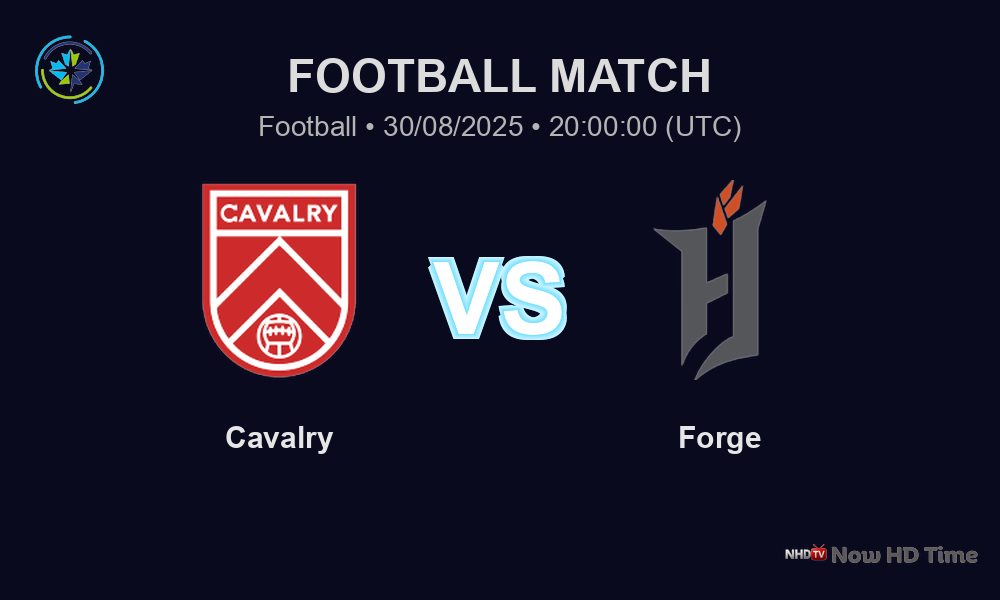 FOOTBALL MATCH
Football • 30/08/2025 • 20:00:00 (UTC)
CAVALRY
VS
Cavalry
Forge
NHDTV Now HD Time